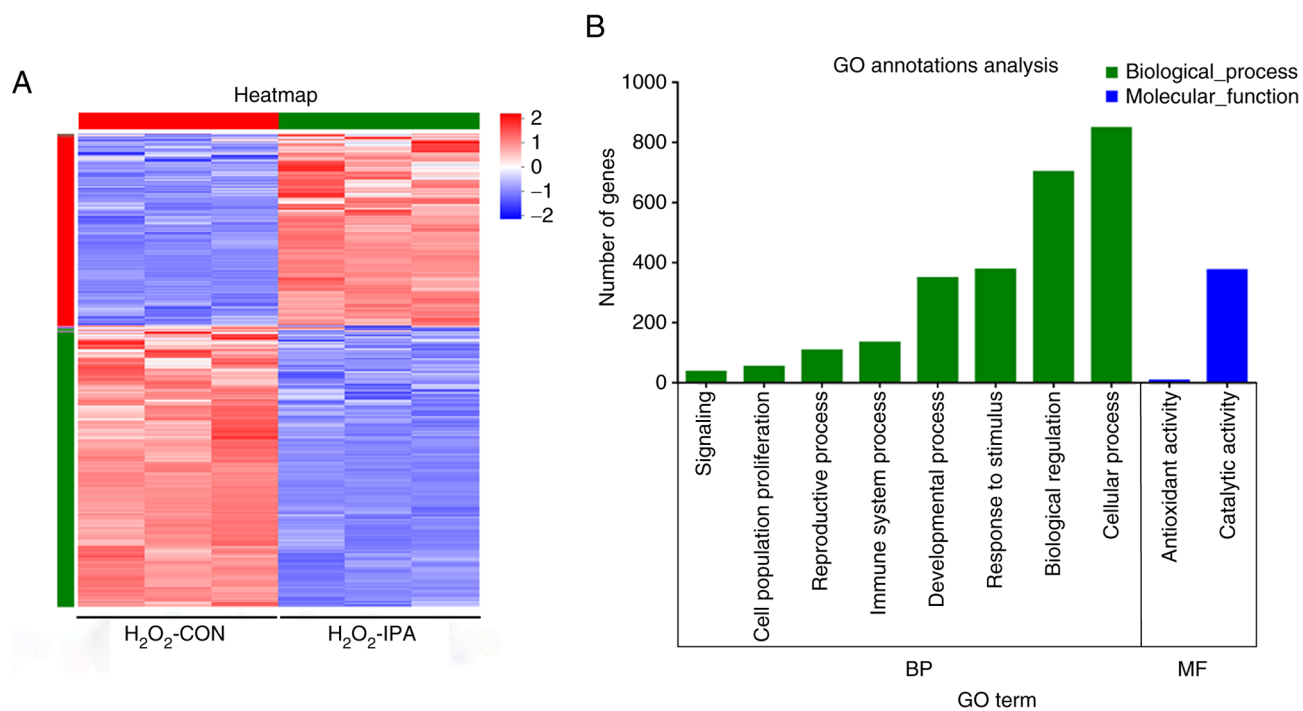 A
Heatmap
2
1
0
−1
−2
H₂O₂-CON
H₂O₂-IPA
B
GO annotations analysis
Biological_process
Molecular_function
Number of genes
1000
800
600
400
200
0
Signaling
Cell population proliferation
Reproductive process
Immune system process
Developmental process
Response to stimulus
Biological regulation
Cellular process
Antioxidant activity
Catalytic activity
BP
MF
GO term